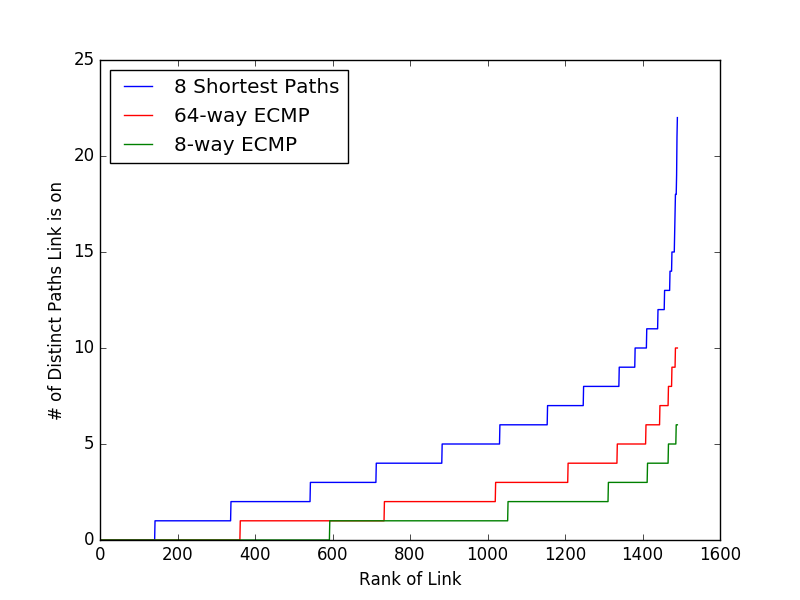 25
20
15
10
5
0
# of Distinct Paths Link is on
8 Shortest Paths
64-way ECMP
8-way ECMP
0 200 400 600 800 1000 1200 1400 1600
Rank of Link